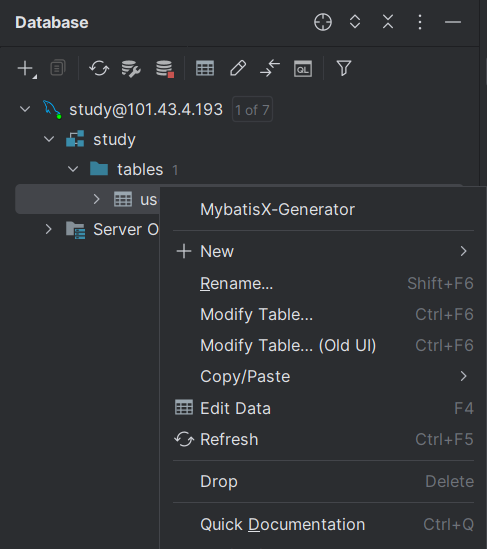 Database
QL
study@101.43.4.193 1 of 7
study
tables 1
us
Server O
MybatisX-Generator
New
Rename... Shift+F6
Modify Table... Ctrl+F6
Modify Table... (Old UI) Ctrl+F6
Copy/Paste
Edit Data F4
Refresh Ctrl+F5
Drop Delete
Quick Documentation Ctrl+Q